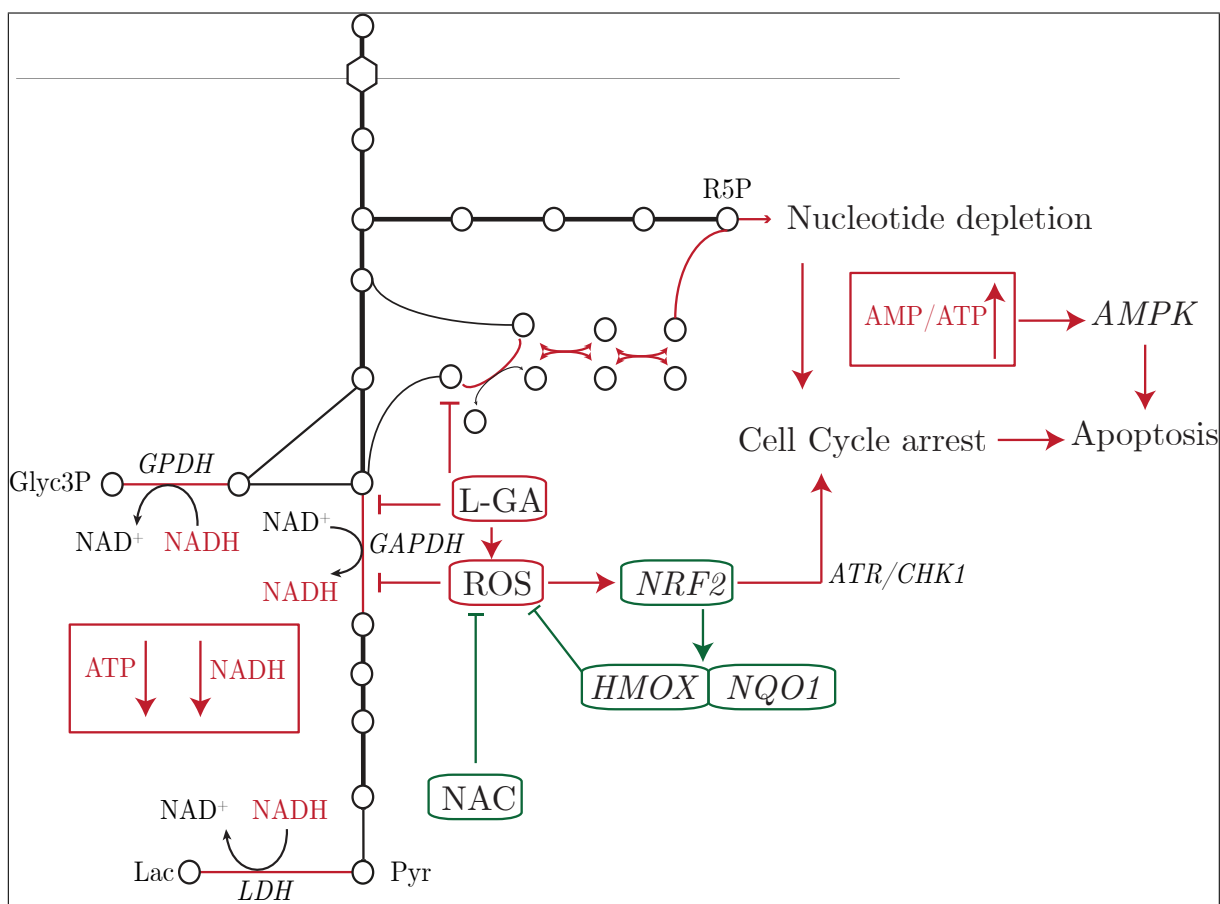 R5P
Nucleotide depletion
AMP/ATP
AMPK
Cell Cycle arrest
Apoptosis
Glyc3P
GPDH
NAD+
NADH
L-GA
NAD+
GAPDH
NADH
ROS
NRF2
ATR/CHK1
ATP
NADH
HMOX
NQO1
NAC
NAD+
NADH
Lac
LDH
Pyr